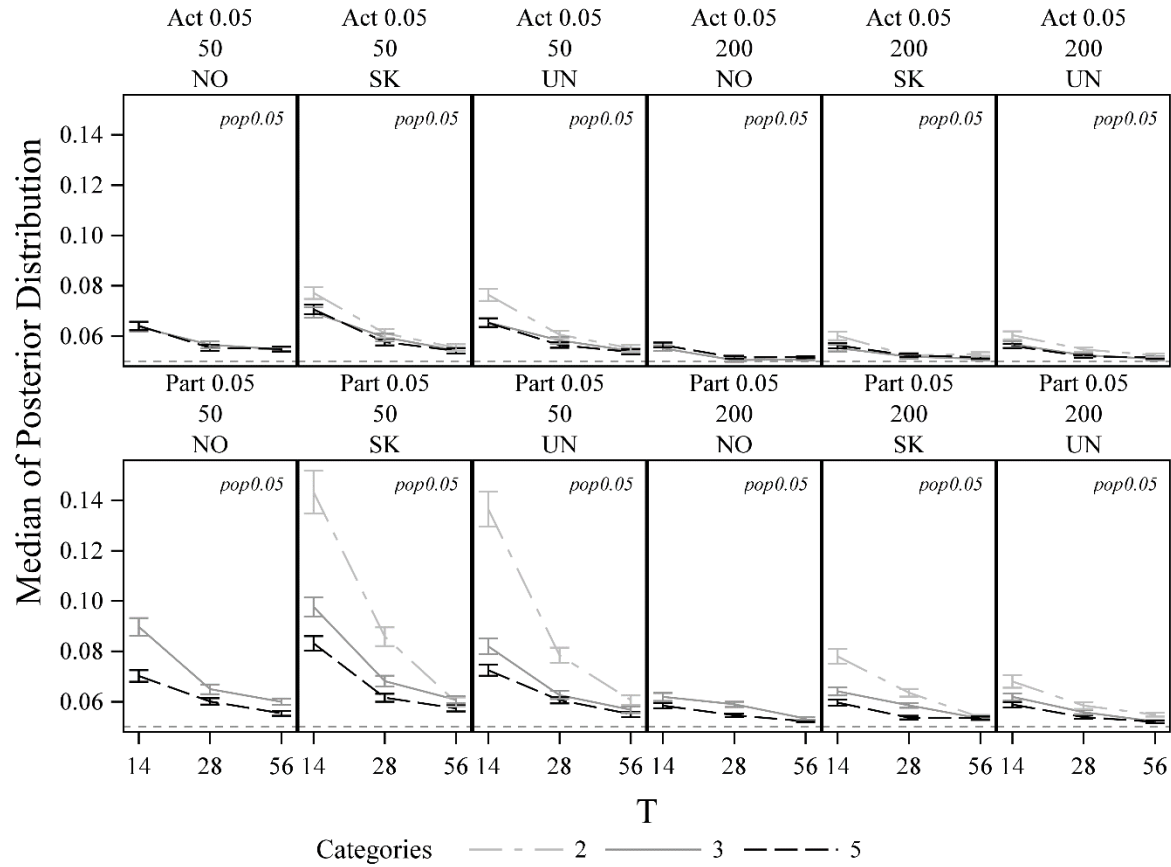 Act 0.05 Act 0.05 Act 0.05 Act 0.05 Act 0.05 Act 0.05
50 50 50 200 200 200
NO SK UN NO SK UN
pop0.05 pop0.05 pop0.05 pop0.05 pop0.05 pop0.05
0.14
0.12
0.10
0.08
0.06
Part 0.05 Part 0.05 Part 0.05 Part 0.05 Part 0.05 Part 0.05
50 50 50 200 200 200
NO SK UN NO SK UN
pop0.05 pop0.05 pop0.05 pop0.05 pop0.05 pop0.05
0.14
0.12
0.10
0.08
0.06
Median of Posterior Distribution
14 28 56 14 28 56 14 28 56 14 28 56 14 28 56 14 28 56
T
Categories 2 3 5